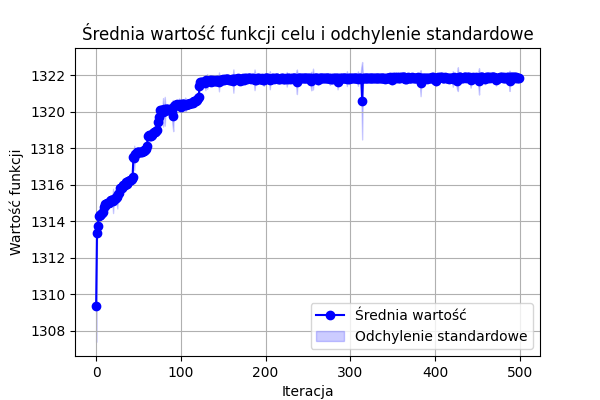 Średnia wartość funkcji celu i odchylenie standardowe
Wartość funkcji
1322
1320
1318
1316
1314
1312
1310
1308
0 100 200 300 400 500
Iteracja
Średnia wartość
Odchylenie standardowe